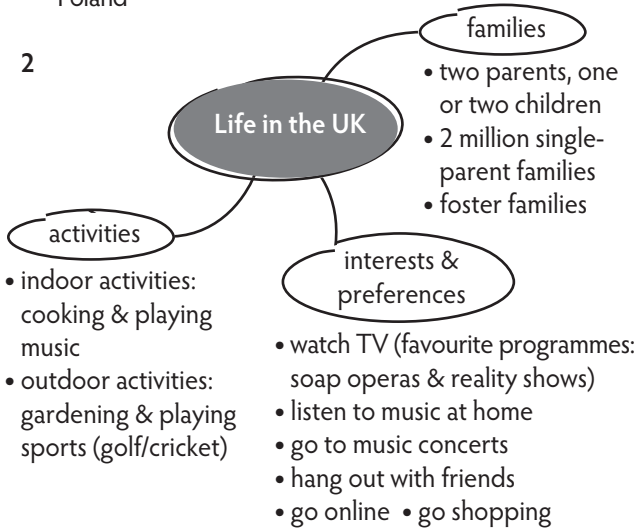 Poland
2
Life in the UK
families
• two parents, one
or two children
• 2 million single-
parent families
• foster families
activities
• indoor activities:
cooking & playing
music
• outdoor activities:
gardening & playing
sports (golf/cricket)
interests &
preferences
• watch TV (favourite programmes:
soap operas & reality shows)
• listen to music at home
• go to music concerts
• hang out with friends
• go online • go shopping